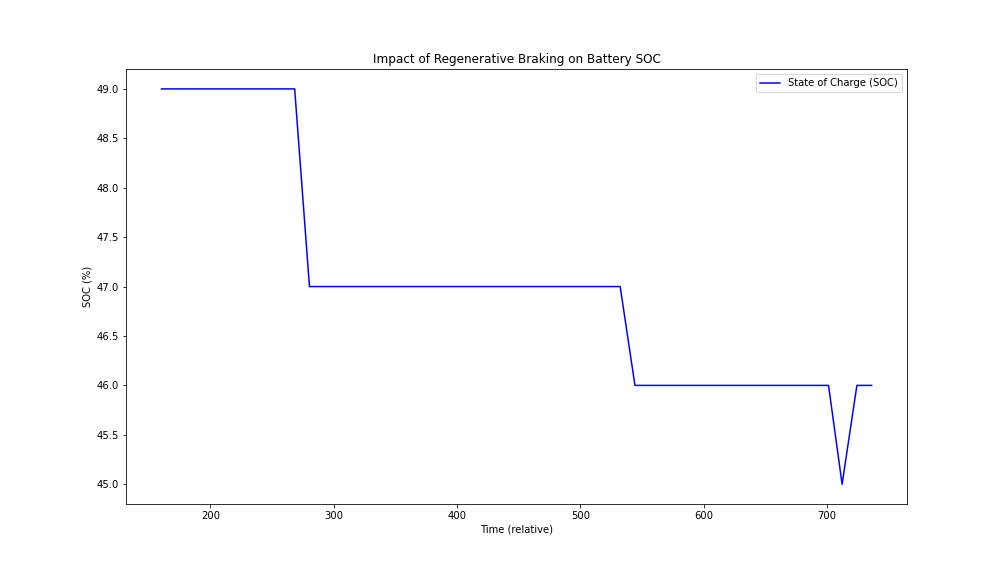 Impact of Regenerative Braking on Battery SOC
State of Charge (SOC)
49.0
48.5
48.0
47.5
47.0
46.5
46.0
45.5
45.0
SOC (%)
200 300 400 500 600 700
Time (relative)